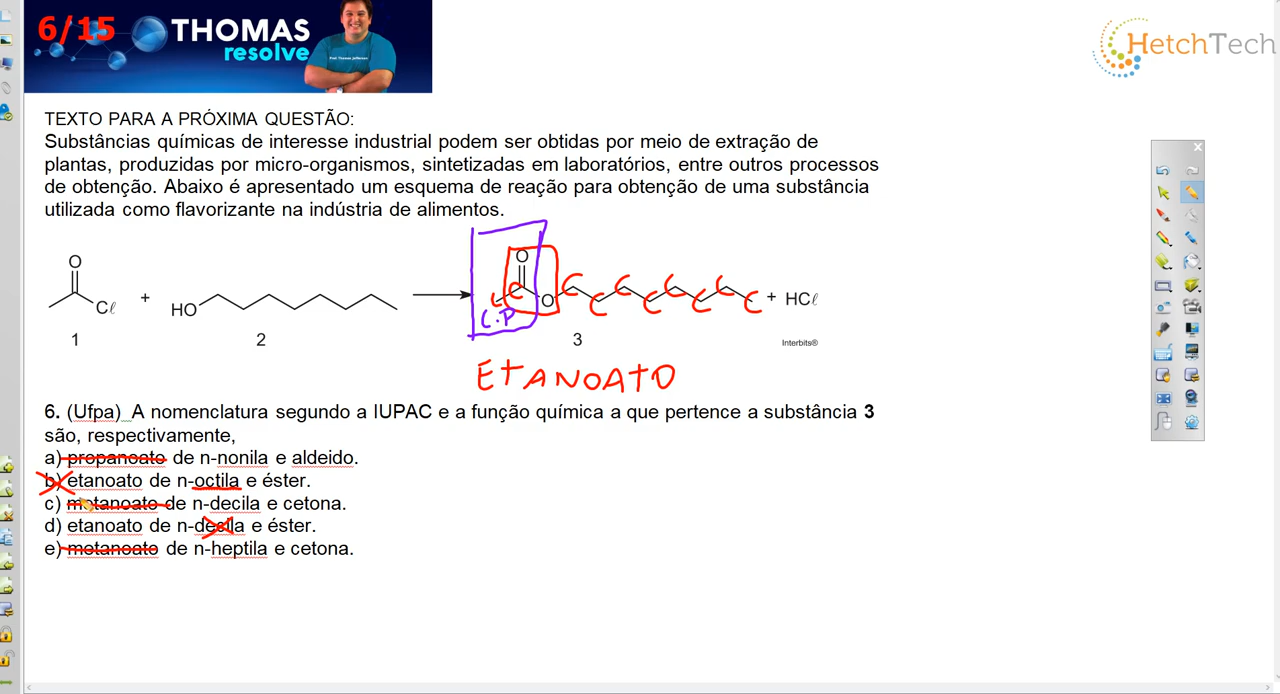 6/15
THOMAS
resolve
Prof. Thomas Jefferson
HetchTech
TEXTO PARA A PRÓXIMA QUESTÃO:
Substâncias químicas de interesse industrial podem ser obtidas por meio de extração de
plantas, produzidas por micro-organismos, sintetizadas em laboratórios, entre outros processos
de obtenção. Abaixo é apresentado um esquema de reação para obtenção de uma substância
utilizada como flavorizante na indústria de alimentos.
O
Cℓ
1
+
HO
2
O
C
C
O
C C C C C C C C
C.P
3
+ HCℓ
Interbits®
ETANOATO
6. (Ufpa) A nomenclatura segundo a IUPAC e a função química a que pertence a substância 3
são, respectivamente,
a) propanoato de n-nonila e aldeido.
b) etanoato de n-octila e éster.
c) metanoato de n-decila e cetona.
d) etanoato de n-decila e éster.
e) metanoato de n-heptila e cetona.